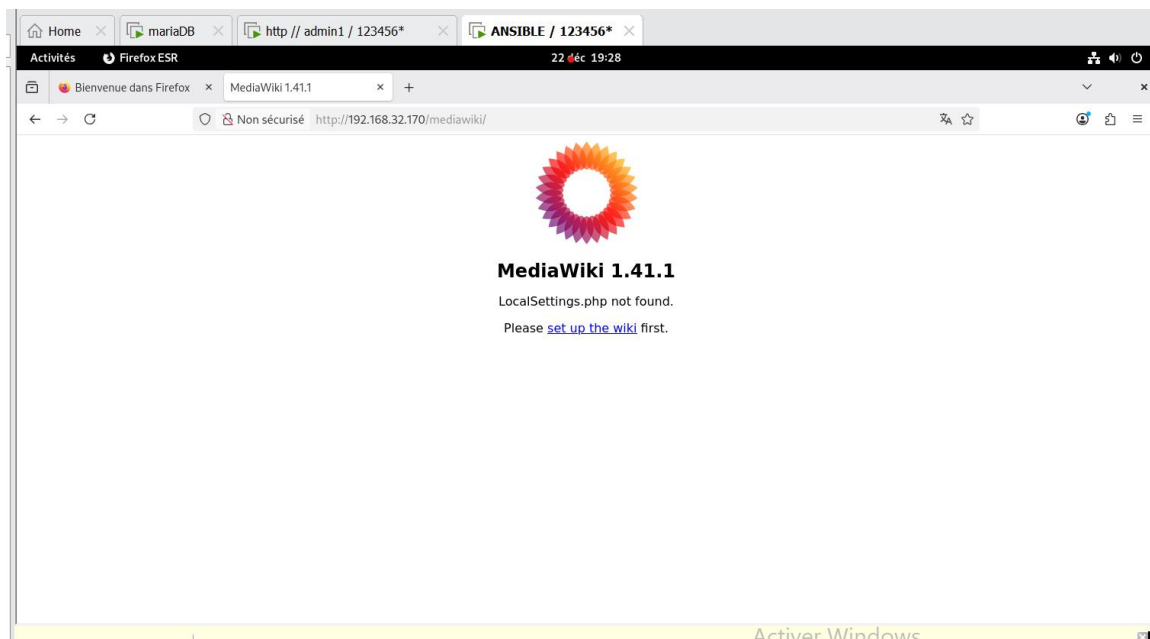 Home mariaDB http // admin1 / 123456* ANSIBLE / 123456*
Activités Firefox ESR 22 déc 19:28
Bienvenue dans Firefox MediaWiki 1.41.1
Non sécurisé http://192.168.32.170/mediawiki/
MediaWiki 1.41.1
LocalSettings.php not found.
Please set up the wiki first.
Activer Windows